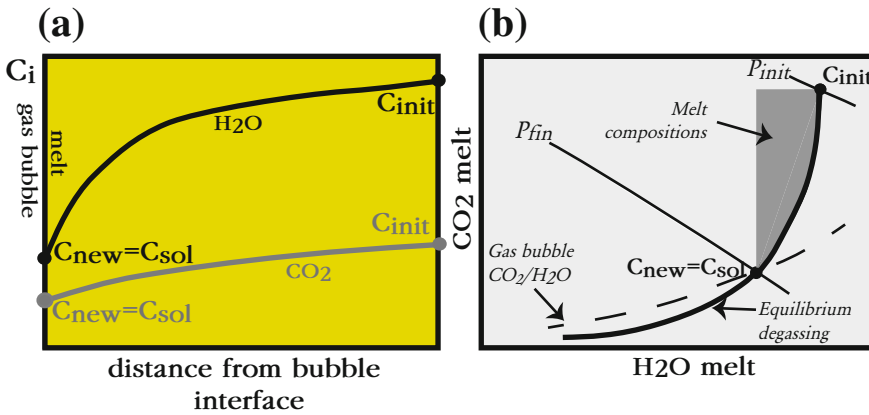 (a)
Ci
gas bubble
melt
H2O
Cinit
Cinit
Cnew=Csol
CO2
Cnew=Csol
distance from bubble
interface
(b)
CO2 melt
Pinit
Cinit
Melt
compositions
Pfin
Gas bubble
CO2/H2O
Cnew=Csol
Equilibrium
degassing
H2O melt